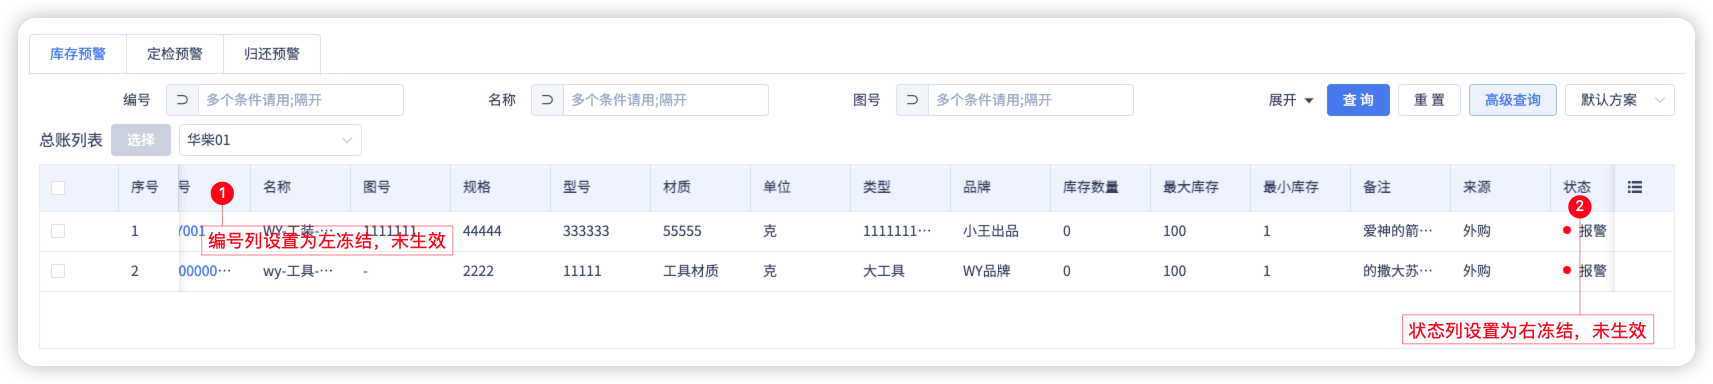 库存预警 定检预警 归还预警
编号 ⊃ 多个条件请用;隔开 名称 ⊃ 多个条件请用;隔开 图号 ⊃ 多个条件请用;隔开 展开 查 询 重 置 高级查询 默认方案
总账列表 选择 华柴01
序号 号 名称 图号 规格 型号 材质 单位 类型 品牌 库存数量 最大库存 最小库存 备注 来源 状态
1
2
1 /001 WY-工装-··· 1111111 44444 333333 55555 克 1111111··· 小王出品 0 100 1 爱神的箭··· 外购 报警
编号列设置为左冻结，未生效
2 00000··· wy-工具-··· - 2222 11111 工具材质 克 大工具 WY品牌 0 100 1 的撒大苏··· 外购 报警
状态列设置为右冻结，未生效